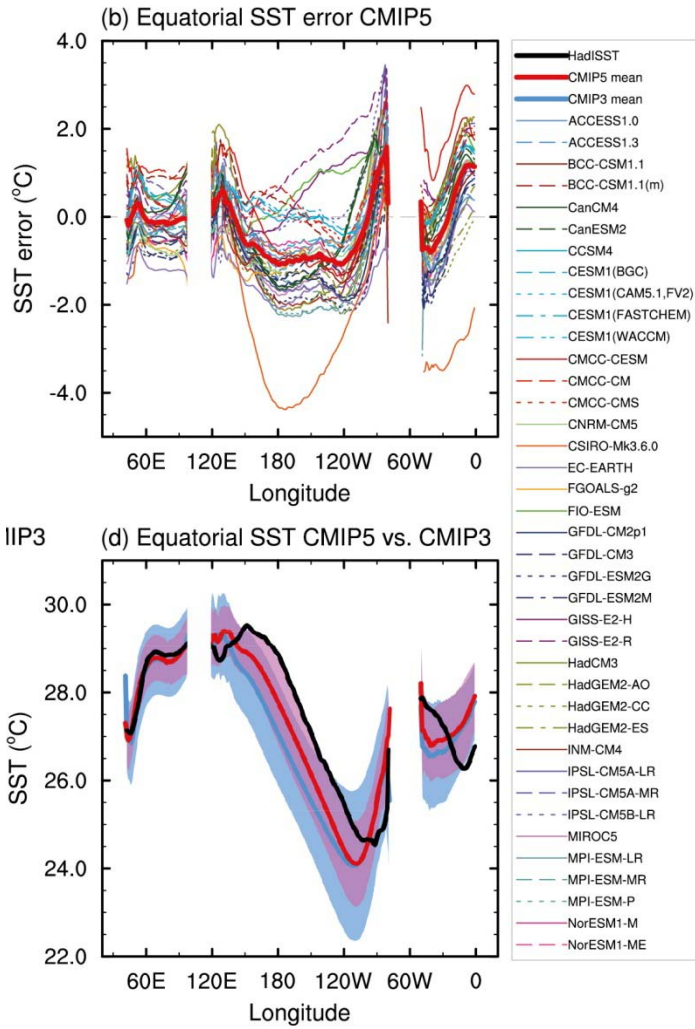 (b) Equatorial SST error CMIP5
4.0
2.0
0.0
-2.0
-4.0
SST error (°C)
60E 120E 180 120W 60W 0
Longitude
IIP3
(d) Equatorial SST CMIP5 vs. CMIP3
30.0
28.0
26.0
24.0
22.0
SST (°C)
60E 120E 180 120W 60W 0
Longitude
HadISST
CMIP5 mean
CMIP3 mean
ACCESS1.0
ACCESS1.3
BCC-CSM1.1
BCC-CSM1.1(m)
CanCM4
CanESM2
CCSM4
CESM1(BGC)
CESM1(CAM5.1,FV2)
CESM1(FASTCHEM)
CESM1(WACCM)
CMCC-CESM
CMCC-CM
CMCC-CMS
CNRM-CM5
CSIRO-Mk3.6.0
EC-EARTH
FGOALS-g2
FIO-ESM
GFDL-CM2p1
GFDL-CM3
GFDL-ESM2G
GFDL-ESM2M
GISS-E2-H
GISS-E2-R
HadCM3
HadGEM2-AO
HadGEM2-CC
HadGEM2-ES
INM-CM4
IPSL-CM5A-LR
IPSL-CM5A-MR
IPSL-CM5B-LR
MIROC5
MPI-ESM-LR
MPI-ESM-MR
MPI-ESM-P
NorESM1-M
NorESM1-ME